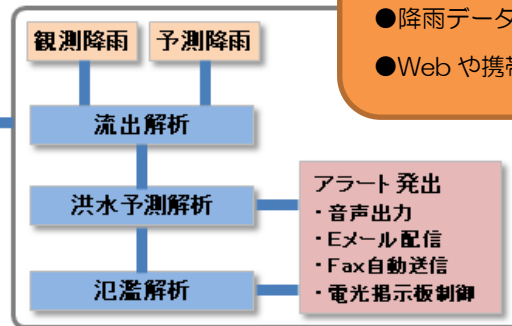 ●降雨データ
●Web や携帯
観測降雨
予測降雨
流出解析
洪水予測解析
氾濫解析
アラート発出
・音声出力
・Eメール配信
・Fax自動送信
・電光掲示板制御